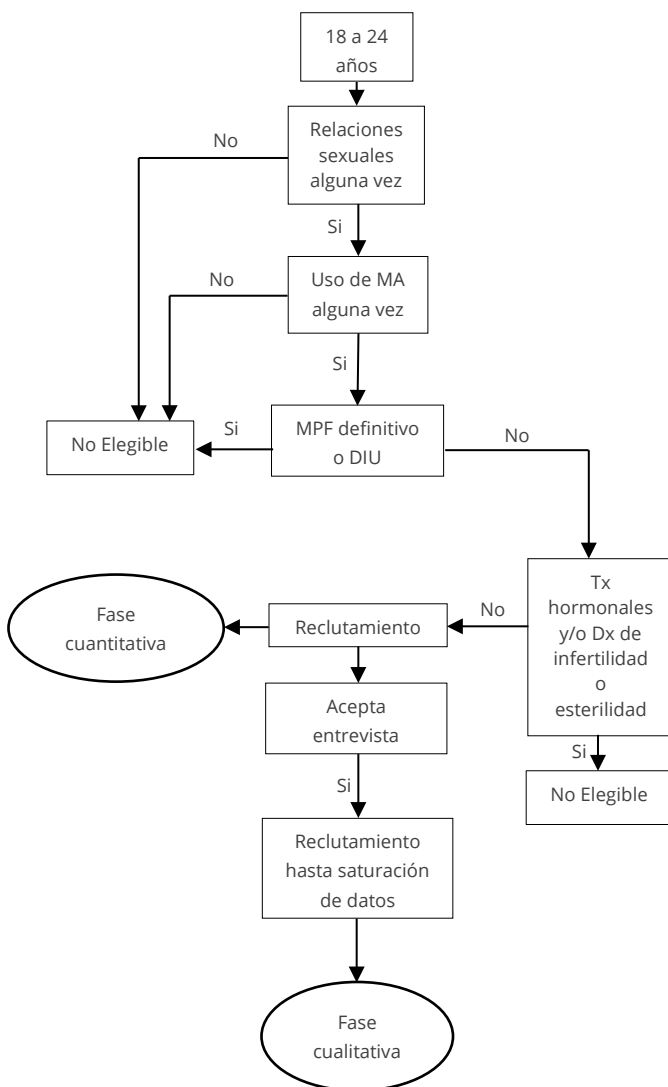 18 a 24
años
No
Relaciones
sexuales
alguna vez
Si
No
Uso de MA
alguna vez
Si
No Elegible
Si
MPF definitivo
o DIU
No
Fase
cuantitativa
Reclutamiento
No
Tx
hormonales
y/o Dx de
infertilidad
o
esterilidad
Acepta
entrevista
Si
No Elegible
Si
Reclutamiento
hasta saturación
de datos
Fase
cualitativa